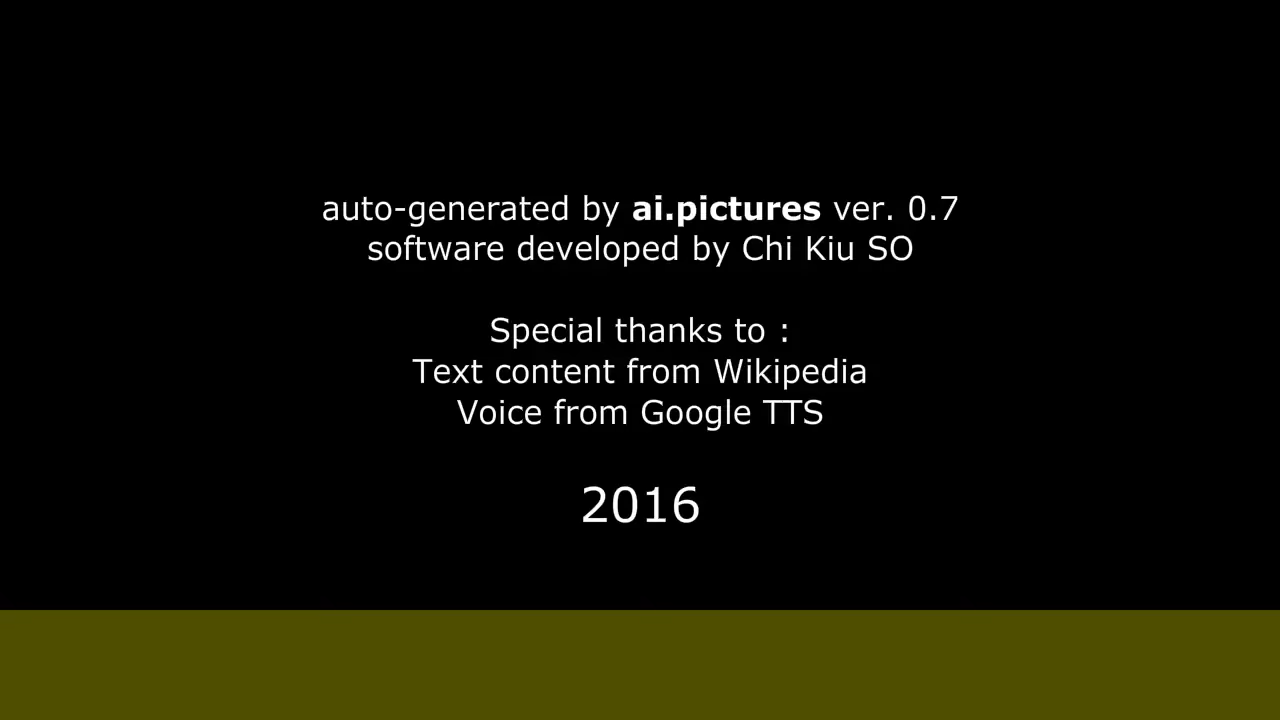 auto-generated by ai.pictures ver. 0.7
software developed by Chi Kiu SO
Special thanks to :
Text content from Wikipedia
Voice from Google TTS
2016